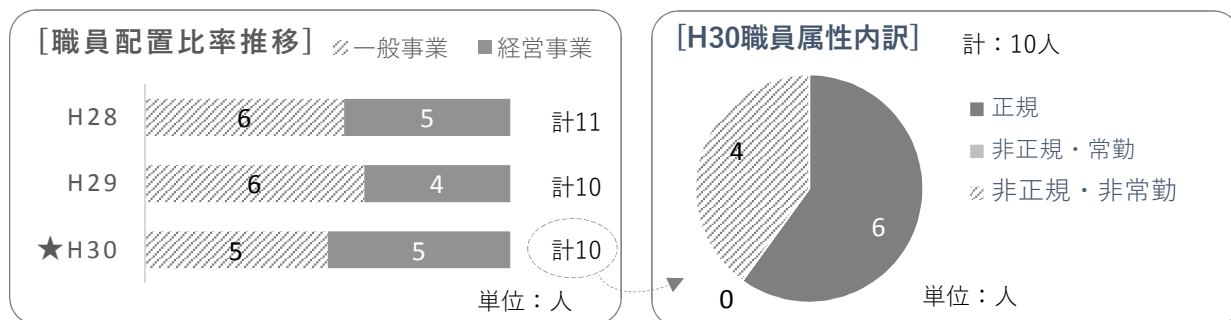 [職員配置比率推移] 一般事業 経営事業
H28 6 5 計11
H29 6 4 計10
★H30 5 5 計10
単位：人
[H30職員属性内訳] 計：10人
正規
非正規・常勤
非正規・非常勤
4
6
0
単位：人